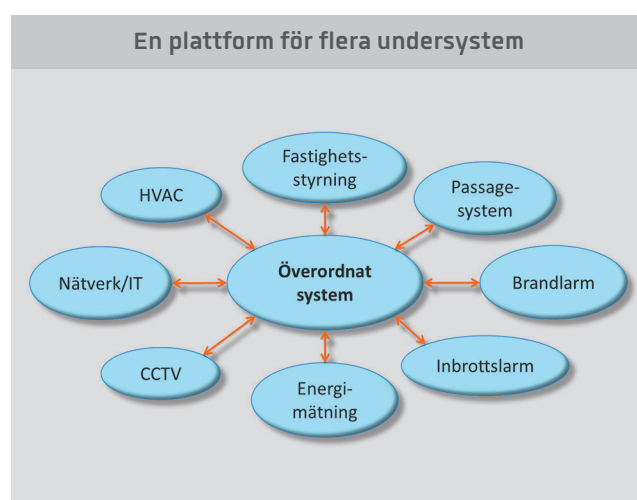 En plattform för flera undersystem
Fastighets-
styrning
HVAC
Passage-
system
Överordnat
system
Nätverk/IT
Brandlarm
CCTV
Inbrottslarm
Energi-
mätning